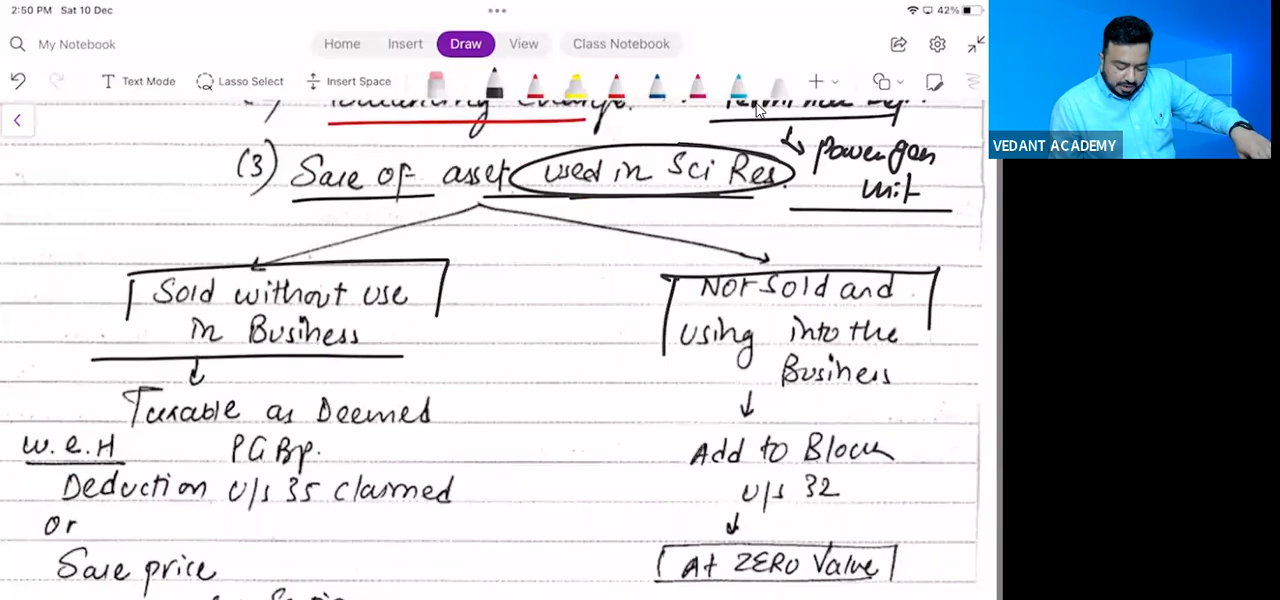 2:50 PM Sat 10 Dec
42%
My Notebook
Home Insert Draw View Class Notebook
Text Mode Lasso Select Insert Space
VEDANT ACADEMY
Balancing Charge.
(3) Sale of asset used in Sci Res.
power gen
unit
Sold without use
in Business
Not Sold and
using into the
Business
Taxable as Deemed
PGBP.
W.E.H
Deduction U/s 35 claimed
or
Sale price
Add to Block
U/s 32
At ZERO Value